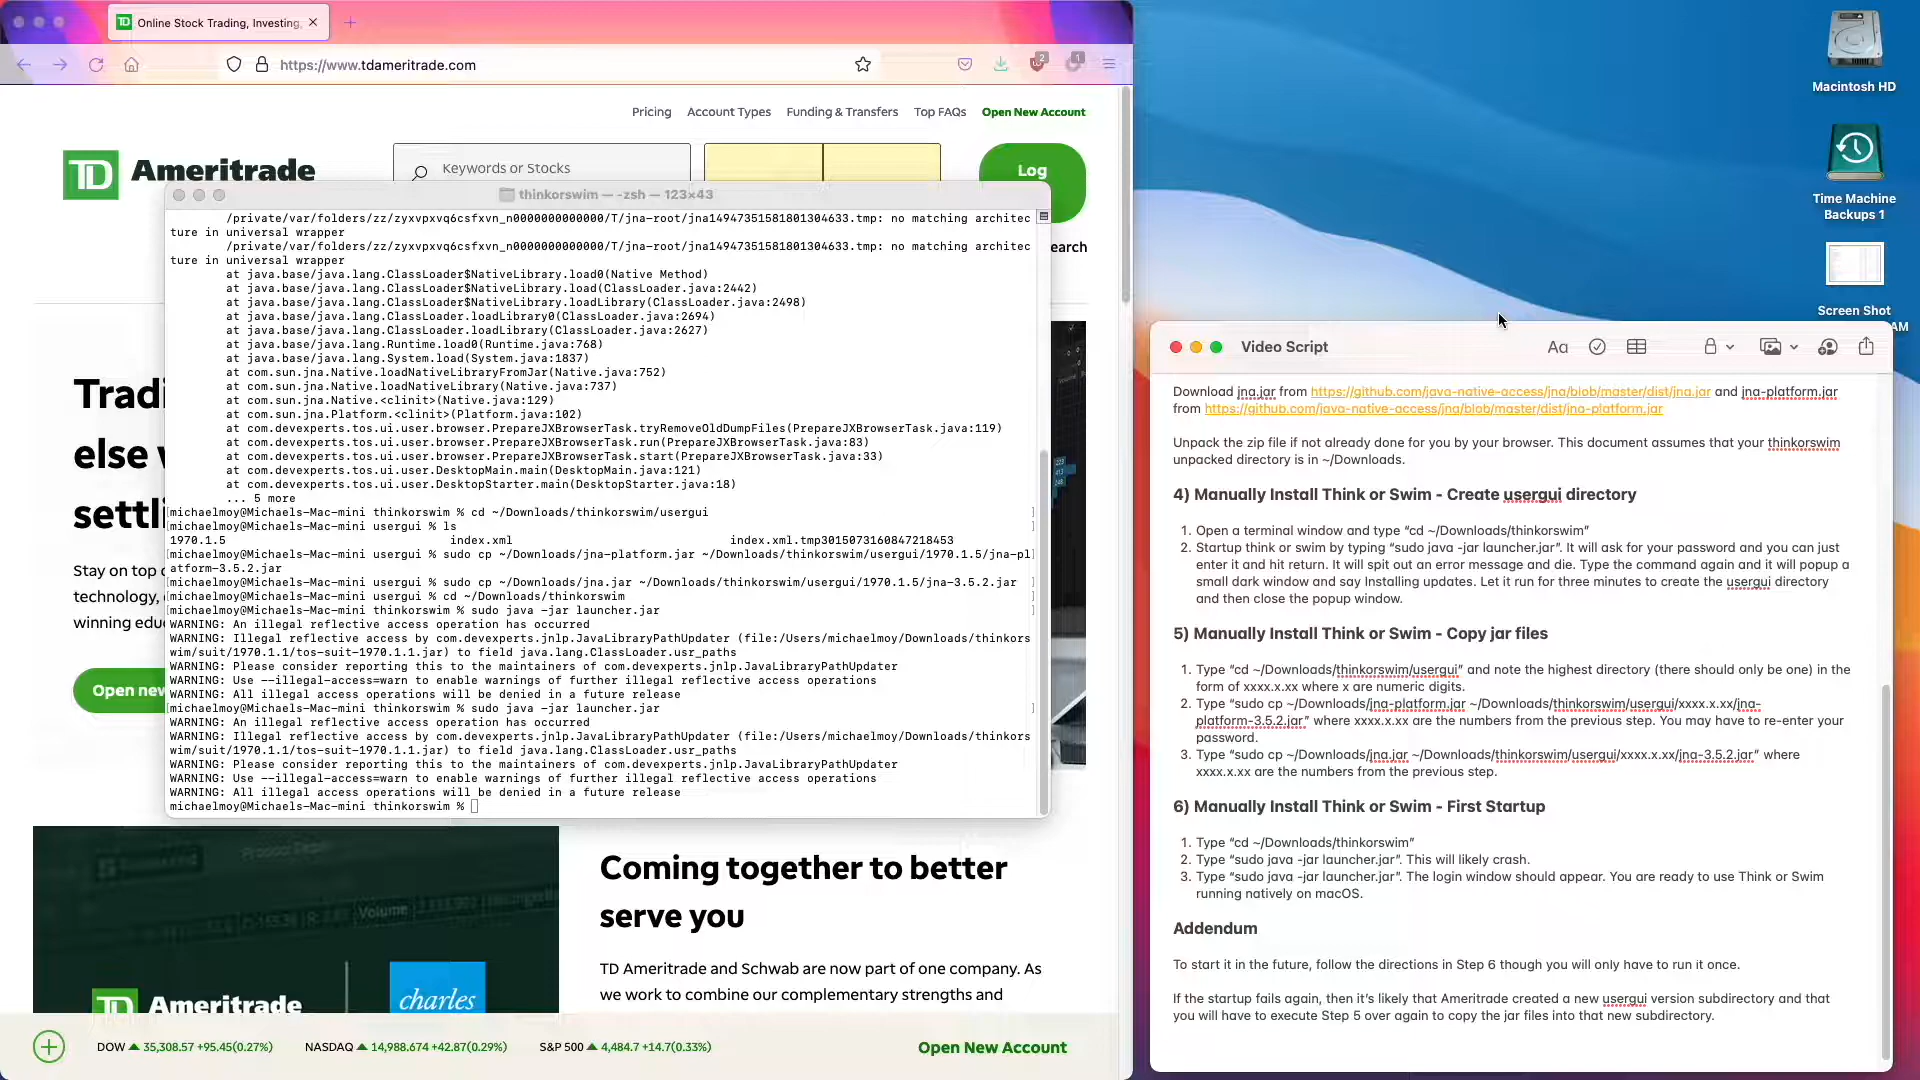 Online Stock Trading, Investing,
https://www.tdameritrade.com
Pricing Account Types Funding & Transfers Top FAQs Open New Account
TD Ameritrade
Keywords or Stocks
Log
earch
Tradi
else w
settli
Stay on top o
technology,
winning edu
Open new
thinkorswim — -zsh — 123×43
/private/var/folders/zz/zyxvpxvq6csfxvn_n0000000000000/T/jna-root/jna14947351581801304633.tmp: no matching architec
ture in universal wrapper
/private/var/folders/zz/zyxvpxvq6csfxvn_n0000000000000/T/jna-root/jna14947351581801304633.tmp: no matching architec
ture in universal wrapper
at java.base/java.lang.ClassLoader$NativeLibrary.load0(Native Method)
at java.base/java.lang.ClassLoader$NativeLibrary.load(ClassLoader.java:2442)
at java.base/java.lang.ClassLoader$NativeLibrary.loadLibrary(ClassLoader.java:2498)
at java.base/java.lang.ClassLoader.loadLibrary0(ClassLoader.java:2694)
at java.base/java.lang.ClassLoader.loadLibrary(ClassLoader.java:2627)
at java.base/java.lang.Runtime.load0(Runtime.java:768)
at java.base/java.lang.System.load(System.java:1837)
at com.sun.jna.Native.loadNativeLibraryFromJar(Native.java:752)
at com.sun.jna.Native.loadNativeLibrary(Native.java:737)
at com.sun.jna.Native.<clinit>(Native.java:129)
at com.sun.jna.Platform.<clinit>(Platform.java:102)
at com.devexperts.tos.ui.user.browser.PrepareJXBrowserTask.tryRemoveOldDumpFiles(PrepareJXBrowserTask.java:119)
at com.devexperts.tos.ui.user.browser.PrepareJXBrowserTask.run(PrepareJXBrowserTask.java:83)
at com.devexperts.tos.ui.user.browser.PrepareJXBrowserTask.start(PrepareJXBrowserTask.java:33)
at com.devexperts.tos.ui.user.DesktopMain.main(DesktopMain.java:121)
at com.devexperts.tos.ui.user.DesktopStarter.main(DesktopStarter.java:18)
... 5 more
[michaelmoy@Michaels-Mac-mini thinkorswim % cd ~/Downloads/thinkorswim/usergui ]
[michaelmoy@Michaels-Mac-mini usergui % ls ]
1970.1.5 index.xml index.xml.tmp3015073160847218453
[michaelmoy@Michaels-Mac-mini usergui % sudo cp ~/Downloads/jna-platform.jar ~/Downloads/thinkorswim/usergui/1970.1.5/jna-pl]
atform-3.5.2.jar
[michaelmoy@Michaels-Mac-mini usergui % sudo cp ~/Downloads/jna.jar ~/Downloads/thinkorswim/usergui/1970.1.5/jna-3.5.2.jar ]
[michaelmoy@Michaels-Mac-mini usergui % cd ~/Downloads/thinkorswim ]
[michaelmoy@Michaels-Mac-mini thinkorswim % sudo java -jar launcher.jar ]
WARNING: An illegal reflective access operation has occurred
WARNING: Illegal reflective access by com.devexperts.jnlp.JavaLibraryPathUpdater (file:/Users/michaelmoy/Downloads/thinkors
wim/suit/1970.1.1/tos-suit-1970.1.1.jar) to field java.lang.ClassLoader.usr_paths
WARNING: Please consider reporting this to the maintainers of com.devexperts.jnlp.JavaLibraryPathUpdater
WARNING: Use --illegal-access=warn to enable warnings of further illegal reflective access operations
WARNING: All illegal access operations will be denied in a future release
[michaelmoy@Michaels-Mac-mini thinkorswim % sudo java -jar launcher.jar ]
WARNING: An illegal reflective access operation has occurred
WARNING: Illegal reflective access by com.devexperts.jnlp.JavaLibraryPathUpdater (file:/Users/michaelmoy/Downloads/thinkors
wim/suit/1970.1.1/tos-suit-1970.1.1.jar) to field java.lang.ClassLoader.usr_paths
WARNING: Please consider reporting this to the maintainers of com.devexperts.jnlp.JavaLibraryPathUpdater
WARNING: Use --illegal-access=warn to enable warnings of further illegal reflective access operations
WARNING: All illegal access operations will be denied in a future release
michaelmoy@Michaels-Mac-mini thinkorswim %
Volume
TD Ameritrade
charles
Coming together to better
serve you
TD Ameritrade and Schwab are now part of one company. As
we work to combine our complementary strengths and
DOW 35,308.57 +95.45(0.27%) NASDAQ 14,988.674 +42.87(0.29%) S&P 500 4,484.7 +14.7(0.33%) Open New Account
Macintosh HD
Time Machine
Backups 1
Screen Shot
AM
Video Script
Aa
Download jna.jar from https://github.com/java-native-access/jna/blob/master/dist/jna.jar and jna-platform.jar
from https://github.com/java-native-access/jna/blob/master/dist/jna-platform.jar
Unpack the zip file if not already done for you by your browser. This document assumes that your thinkorswim
unpacked directory is in ~/Downloads.
4) Manually Install Think or Swim - Create usergui directory
1. Open a terminal window and type “cd ~/Downloads/thinkorswim”
2. Startup think or swim by typing “sudo java -jar launcher.jar”. It will ask for your password and you can just
enter it and hit return. It will spit out an error message and die. Type the command again and it will popup a
small dark window and say Installing updates. Let it run for three minutes to create the usergui directory
and then close the popup window.
5) Manually Install Think or Swim - Copy jar files
1. Type “cd ~/Downloads/thinkorswim/usergui” and note the highest directory (there should only be one) in the
form of xxxx.x.xx where x are numeric digits.
2. Type “sudo cp ~/Downloads/jna-platform.jar ~/Downloads/thinkorswim/usergui/xxxx.x.xx/jna-
platform-3.5.2.jar” where xxxx.x.xx are the numbers from the previous step. You may have to re-enter your
password.
3. Type “sudo cp ~/Downloads/jna.jar ~/Downloads/thinkorswim/usergui/xxxx.x.xx/jna-3.5.2.jar” where
xxxx.x.xx are the numbers from the previous step.
6) Manually Install Think or Swim - First Startup
1. Type “cd ~/Downloads/thinkorswim”
2. Type “sudo java -jar launcher.jar”. This will likely crash.
3. Type “sudo java -jar launcher.jar”. The login window should appear. You are ready to use Think or Swim
running natively on macOS.
Addendum
To start it in the future, follow the directions in Step 6 though you will only have to run it once.
If the startup fails again, then it’s likely that Ameritrade created a new usergui version subdirectory and that
you will have to execute Step 5 over again to copy the jar files into that new subdirectory.